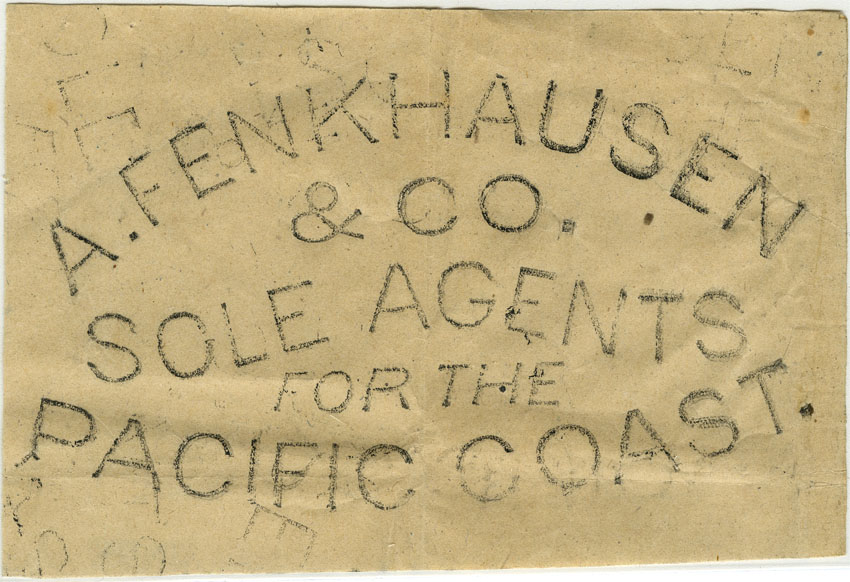 A. FENKHAUSEN
& CO.
SOLE AGENTS
FOR THE
PACIFIC COAST.